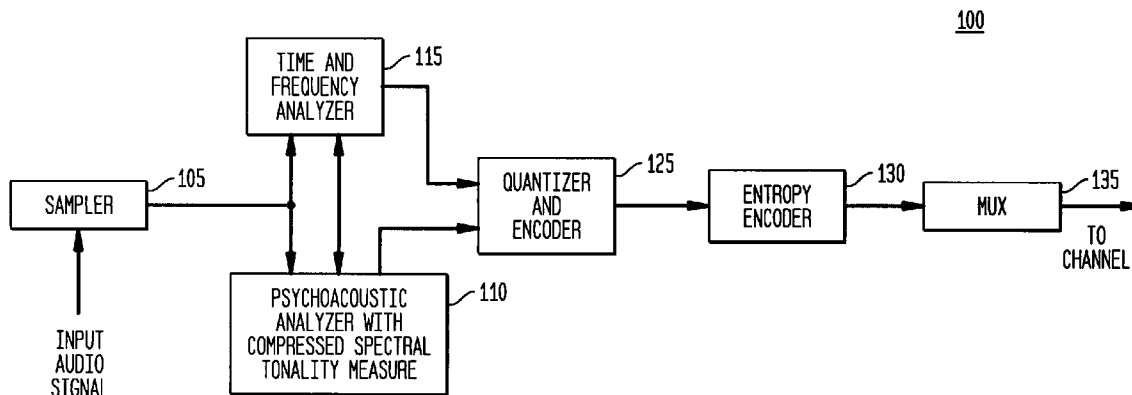 100
TIME AND
FREQUENCY
ANALYZER
115
SAMPLER
105
QUANTIZER
AND
ENCODER
125
ENTROPY
ENCODER
130
MUX
135
TO
CHANNEL
PSYCHOACOUSTIC
ANALYZER WITH
COMPRESSED SPECTRAL
TONALITY MEASURE
110
INPUT
AUDIO
SIGNAL